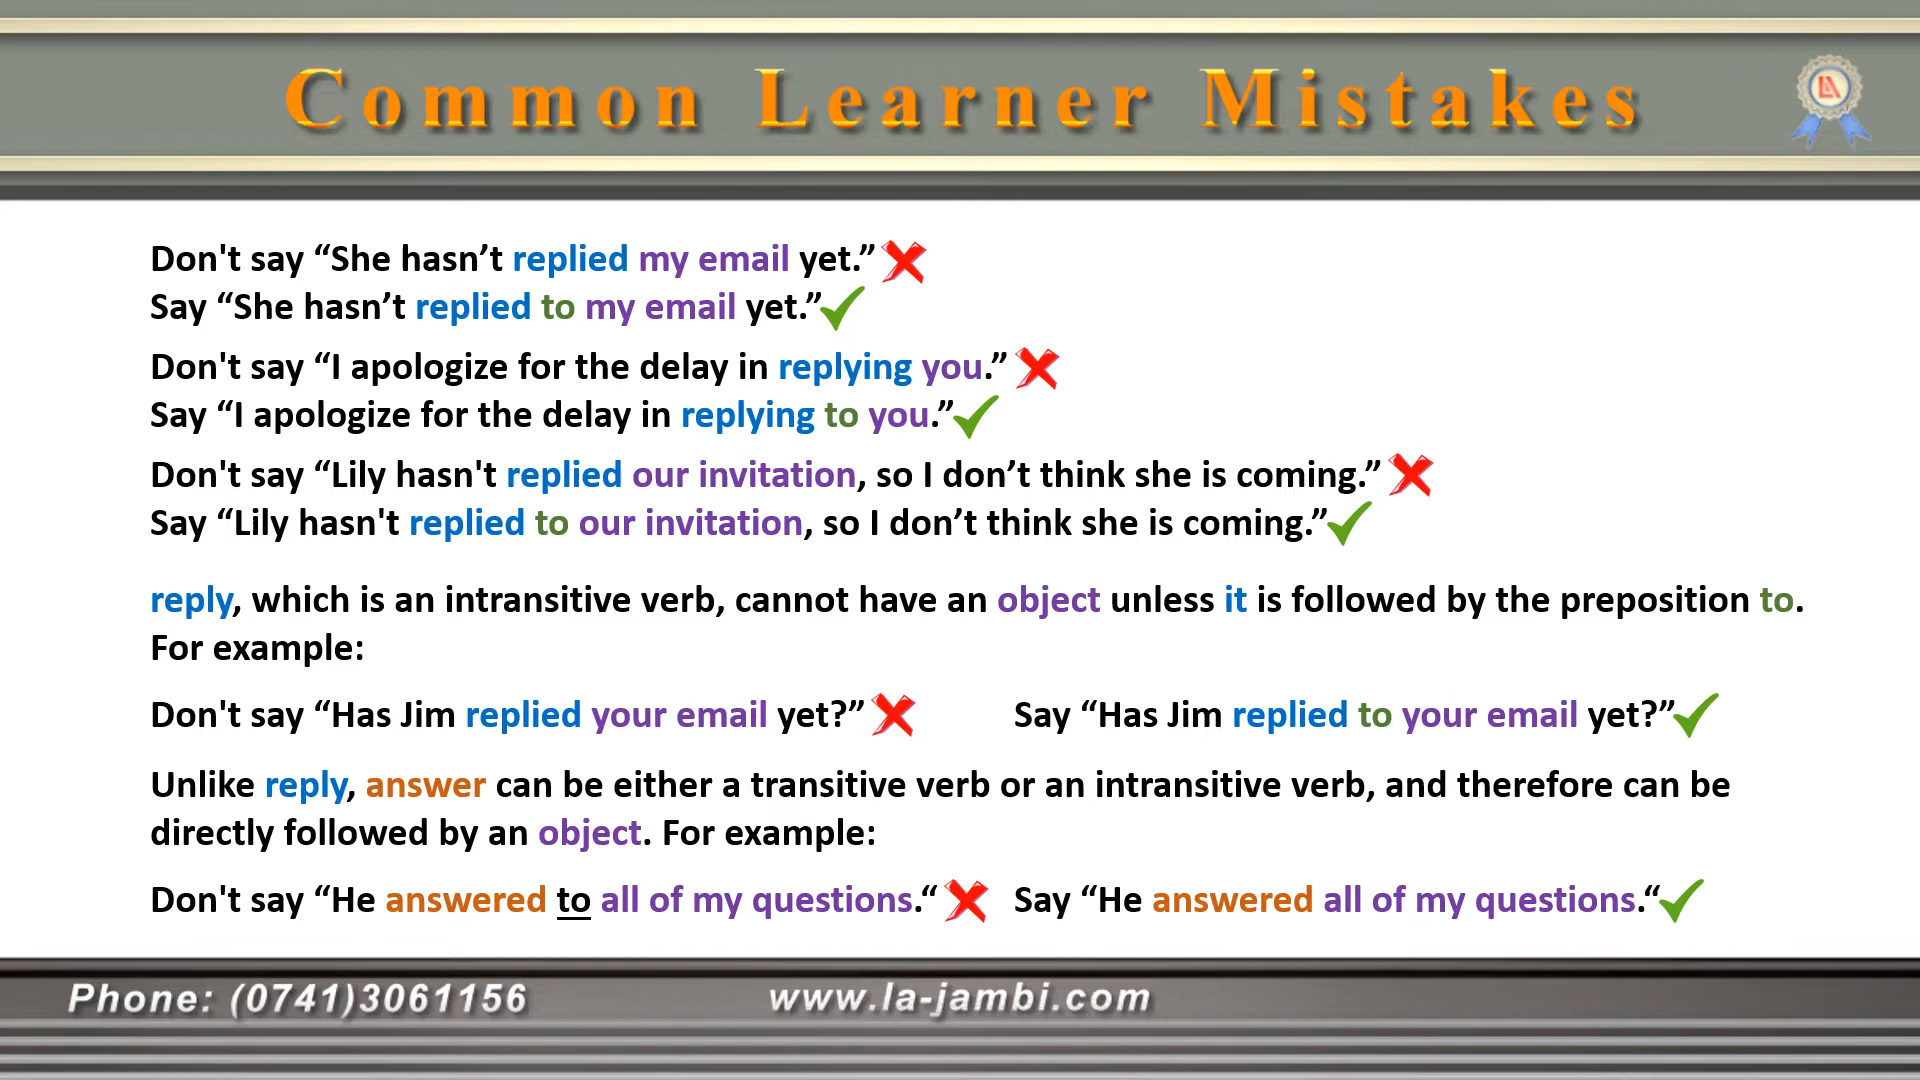 Common Learner Mistakes
LA
Don't say “She hasn’t replied my email yet.”
Say “She hasn’t replied to my email yet.”
Don't say “I apologize for the delay in replying you.”
Say “I apologize for the delay in replying to you.”
Don't say “Lily hasn't replied our invitation, so I don’t think she is coming.”
Say “Lily hasn't replied to our invitation, so I don’t think she is coming.”
reply, which is an intransitive verb, cannot have an object unless it is followed by the preposition to.
For example:
Don't say “Has Jim replied your email yet?” Say “Has Jim replied to your email yet?”
Unlike reply, answer can be either a transitive verb or an intransitive verb, and therefore can be
directly followed by an object. For example:
Don't say “He answered to all of my questions.“ Say “He answered all of my questions.“
Phone: (0741)3061156 www.la-jambi.com